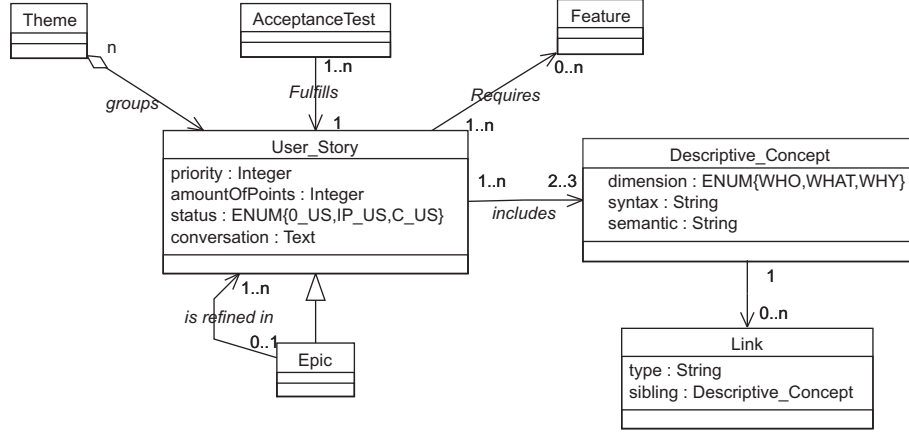 Theme
AcceptanceTest
Feature
n
1..n
0..n
groups
Fulfills
Requires
1
1..n
User_Story
priority : Integer
amountOfPoints : Integer
status : ENUM{0_US,IP_US,C_US}
conversation : Text
1..n
2..3
includes
Descriptive_Concept
dimension : ENUM{WHO,WHAT,WHY}
syntax : String
semantic : String
1..n
is refined in
0..1
Epic
1
0..n
Link
type : String
sibling : Descriptive_Concept